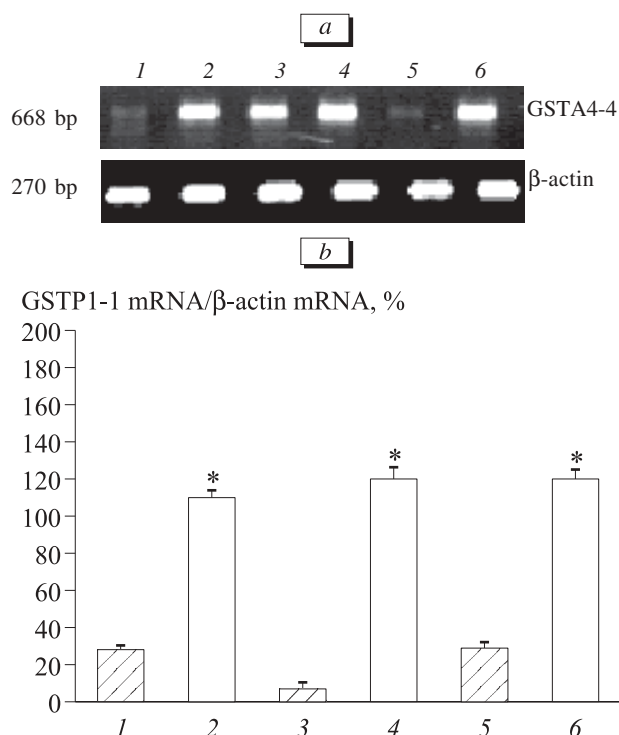 a
1 2 3 4 5 6
668 bp GSTA4-4
270 bp β-actin
b
GSTP1-1 mRNA/β-actin mRNA, %
200
180
160
140
120
100
80
60
40
20
0
* * *
1 2 3 4 5 6